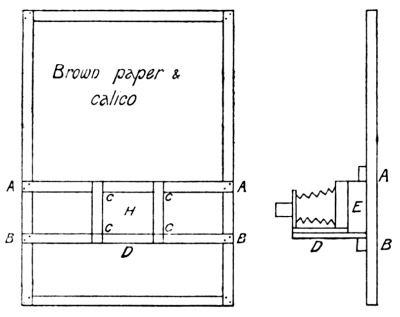 Brown paper &
calico
A C C A A
H E
C C
B B D B
D